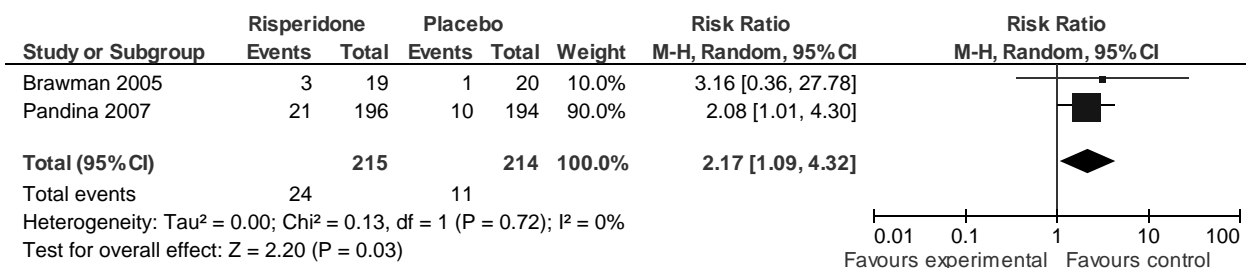 Risperidone Placebo Risk Ratio Risk Ratio
Study or Subgroup Events Total Events Total Weight M-H, Random, 95% CI M-H, Random, 95% CI
Brawman 2005 3 19 1 20 10.0% 3.16 [0.36, 27.78]
Pandina 2007 21 196 10 194 90.0% 2.08 [1.01, 4.30]
Total (95% CI) 215 214 100.0% 2.17 [1.09, 4.32]
Total events 24 11
Heterogeneity: Tau² = 0.00; Chi² = 0.13, df = 1 (P = 0.72); I² = 0%
Test for overall effect: Z = 2.20 (P = 0.03)
0.01 0.1 1 10 100
Favours experimental Favours control